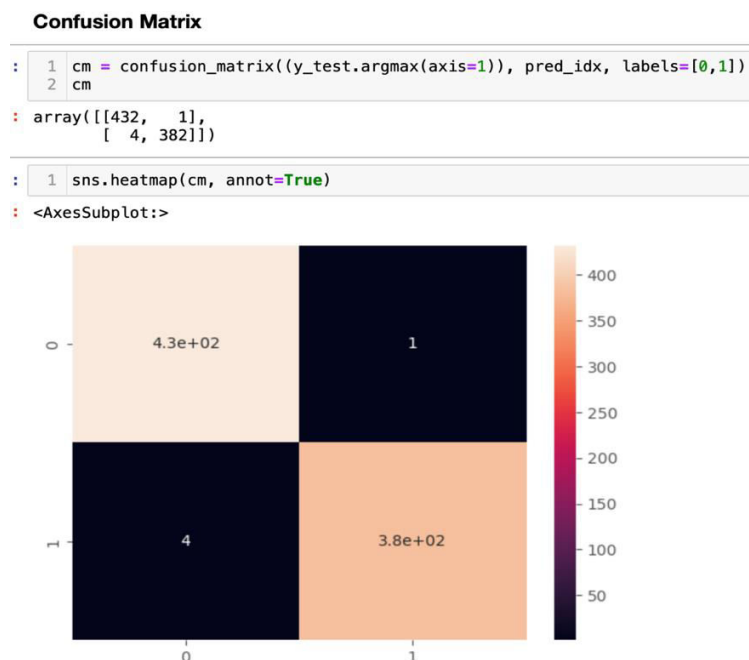 Confusion Matrix
: 1 cm = confusion_matrix((y_test.argmax(axis=1)), pred_idx, labels=[0,1])
2 cm
: array([[432,   1],
[  4, 382]])
: 1 sns.heatmap(cm, annot=True)
: <AxesSubplot:>
400
0 4.3e+02 1 350
300
250
200
150
1 4 3.8e+02 100
50
0 1